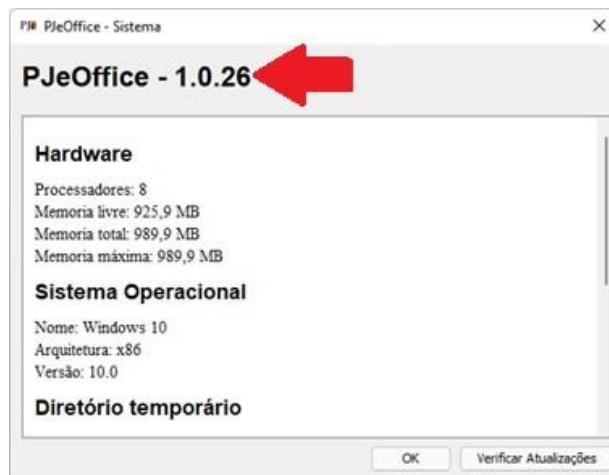 PJe PJeOffice - Sistema
PJeOffice - 1.0.26
Hardware
Processadores: 8
Memoria livre: 925,9 MB
Memoria total: 989,9 MB
Memoria máxima: 989,9 MB
Sistema Operacional
Nome: Windows 10
Arquitetura: x86
Versão: 10.0
Diretório temporário
OK
Verificar Atualizações